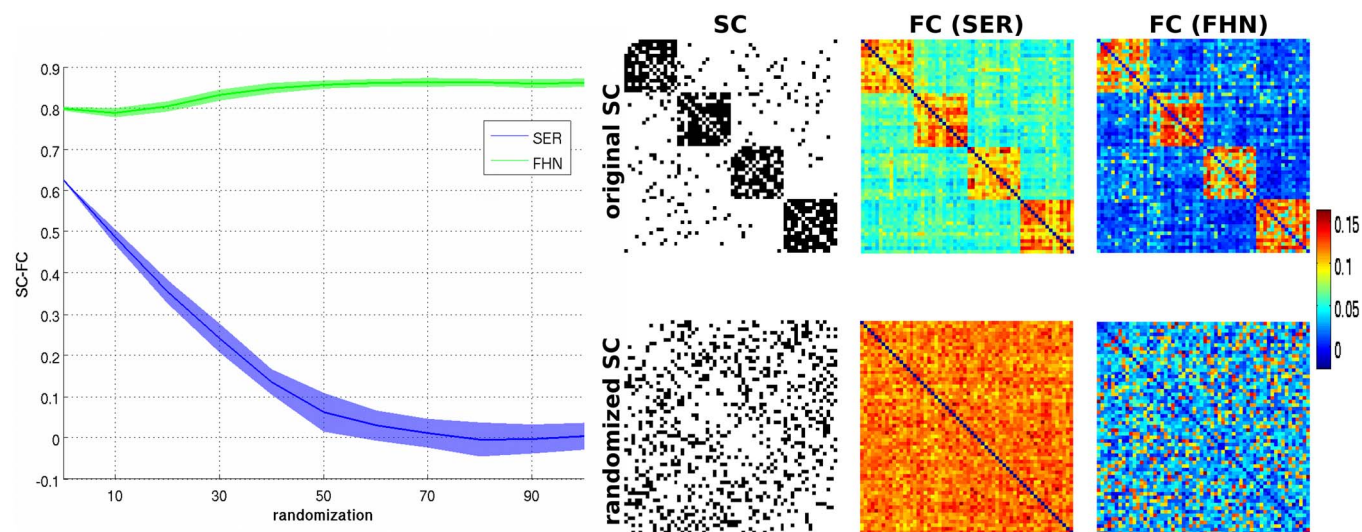 0.9
0.8
0.7
0.6
0.5
0.4
0.3
0.2
0.1
0
-0.1
SC-FC
10
30
50
70
90
randomization
SER
FHN
SC
FC (SER)
FC (FHN)
original SC
randomized SC
0.15
0.10
0.05
0